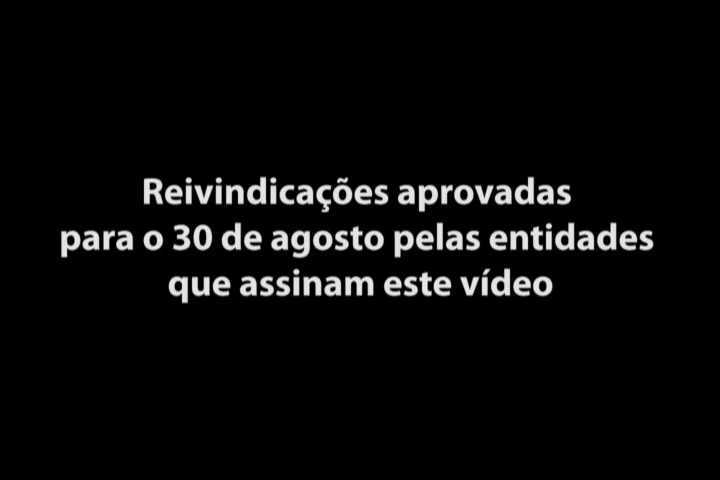 Reivindicações aprovadas
para o 30 de agosto pelas entidades
que assinam este vídeo